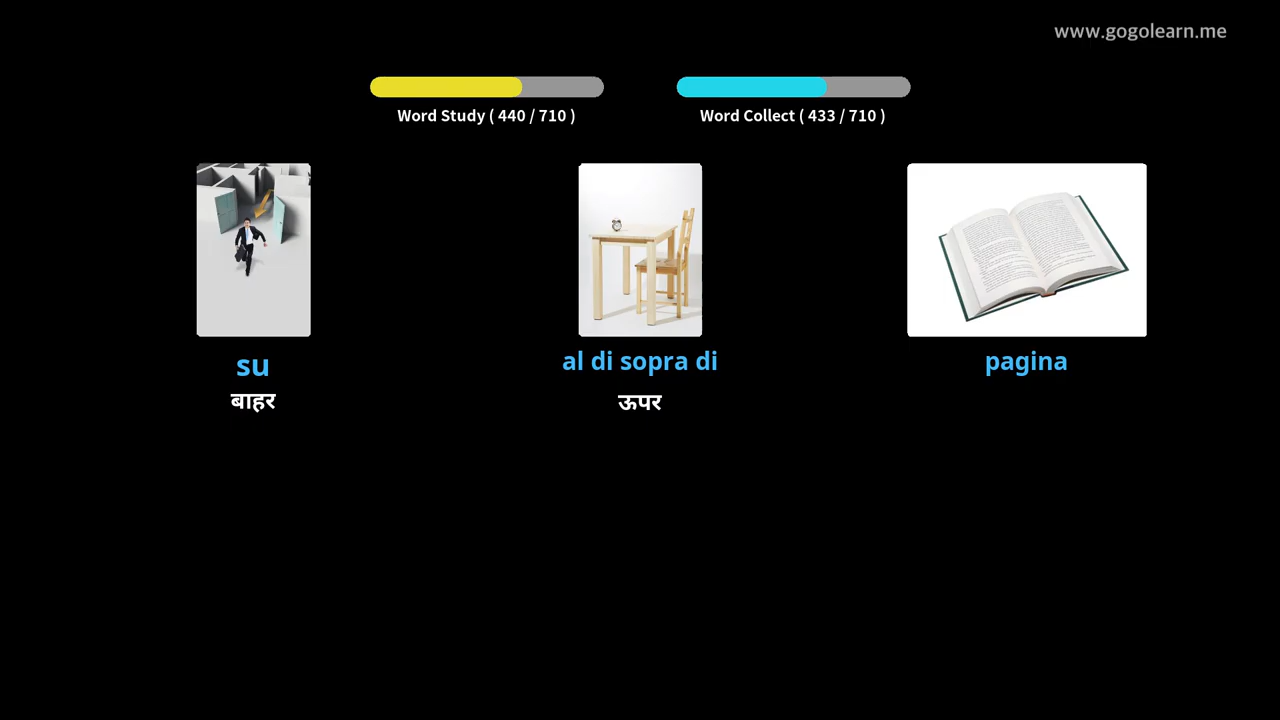 www.gogolearn.me
Word Study ( 440 / 710 )
Word Collect ( 433 / 710 )
su
al di sopra di
pagina
बाहर
ऊपर